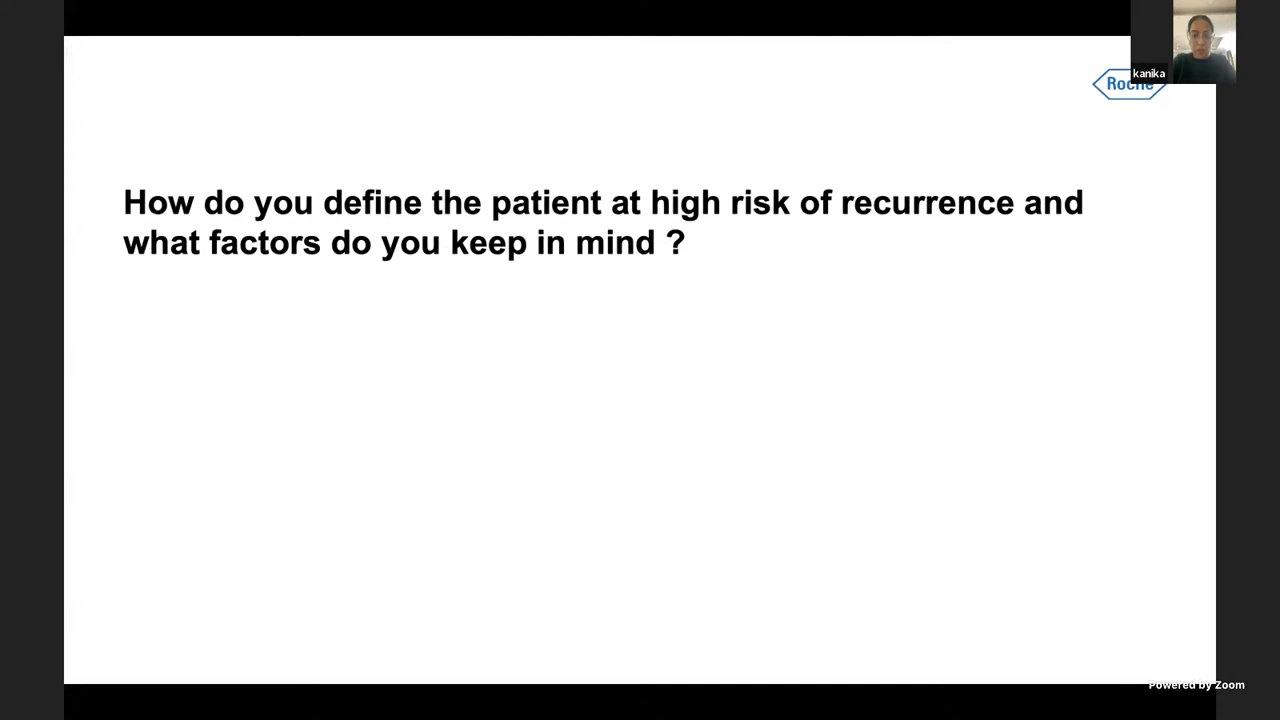 kanika
Roche
How do you define the patient at high risk of recurrence and
what factors do you keep in mind ?
Powered by Zoom